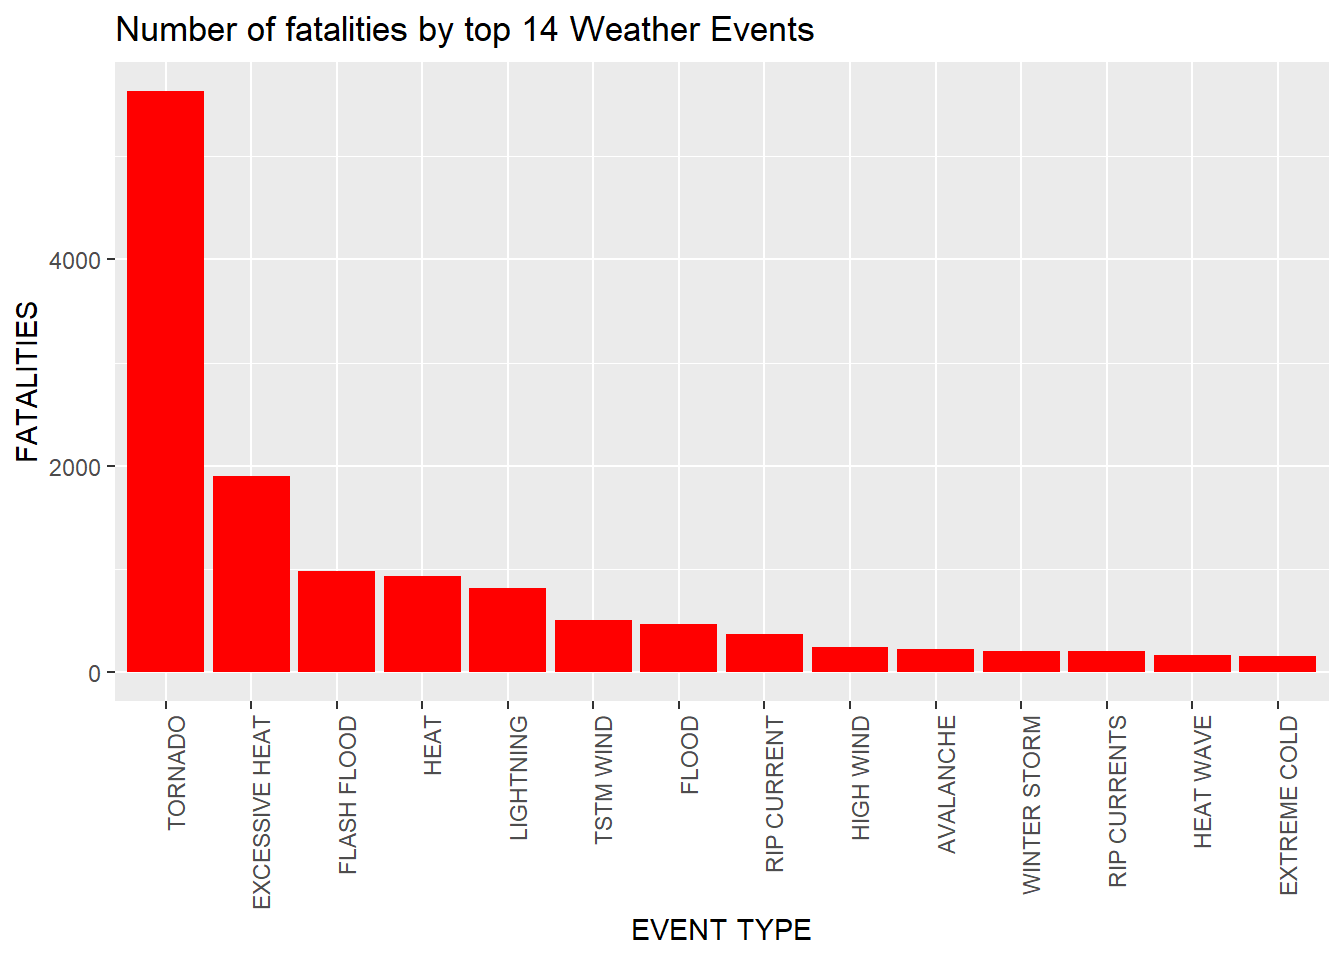 Number of fatalities by top 14 Weather Events
FATALITIES
4000
2000
0
TORNADO
EXCESSIVE HEAT
FLASH FLOOD
HEAT
LIGHTNING
TSTM WIND
FLOOD
RIP CURRENT
HIGH WIND
AVALANCHE
WINTER STORM
RIP CURRENTS
HEAT WAVE
EXTREME COLD
EVENT TYPE